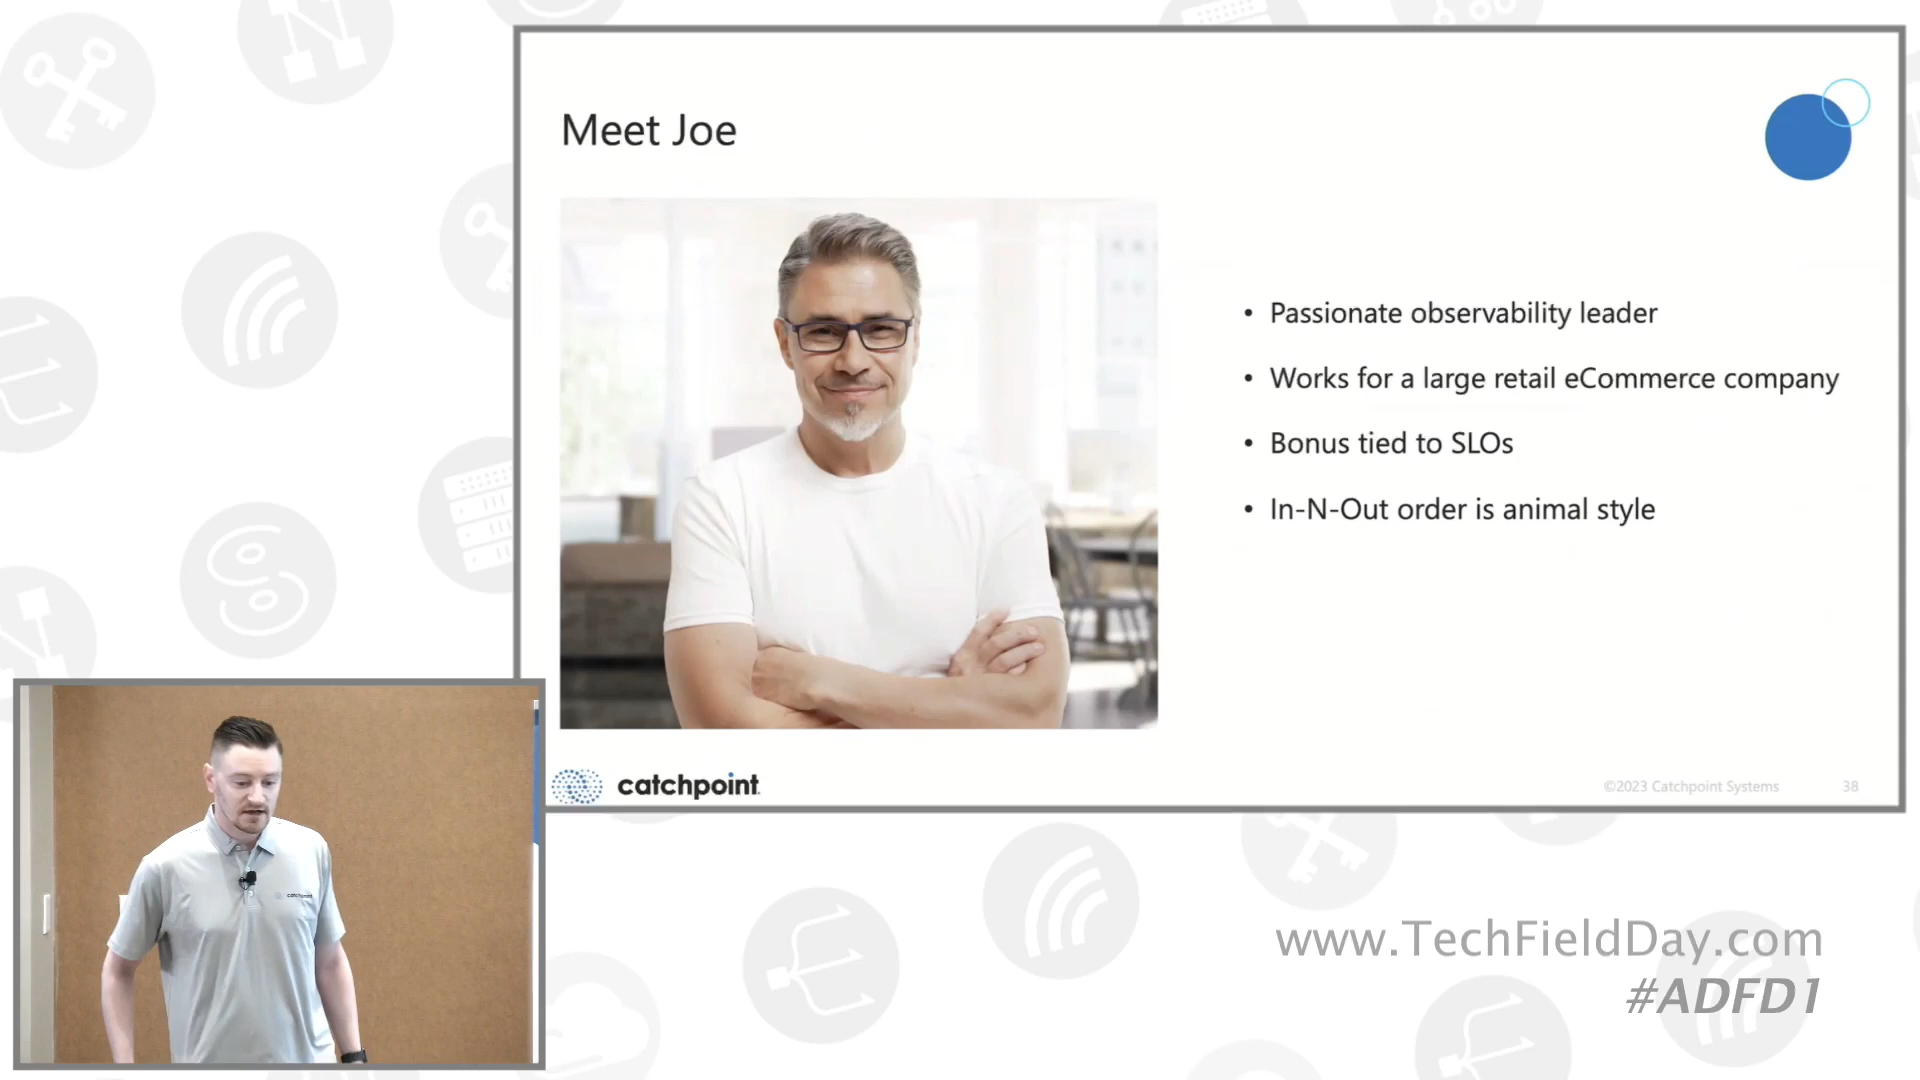 Meet Joe
• Passionate observability leader
• Works for a large retail eCommerce company
• Bonus tied to SLOs
• In-N-Out order is animal style
catchpoint
©2023 Catchpoint Systems
38
catchpoint
www.TechFieldDay.com
#ADFD1